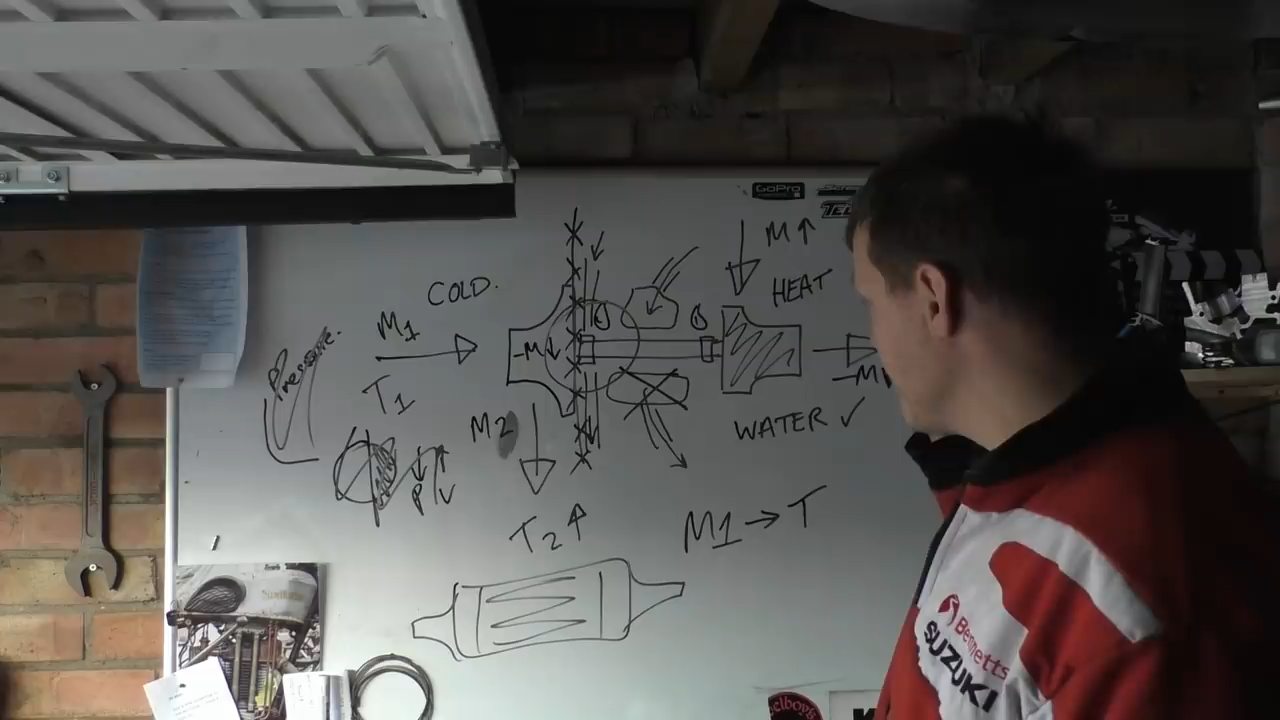 GoPro
M↑
HEAT
COLD.
M1
Pressure.
T1
-M↓
M2
WATER ✓
P V
T2↑
M1→T
Bennetts
SUZUKI